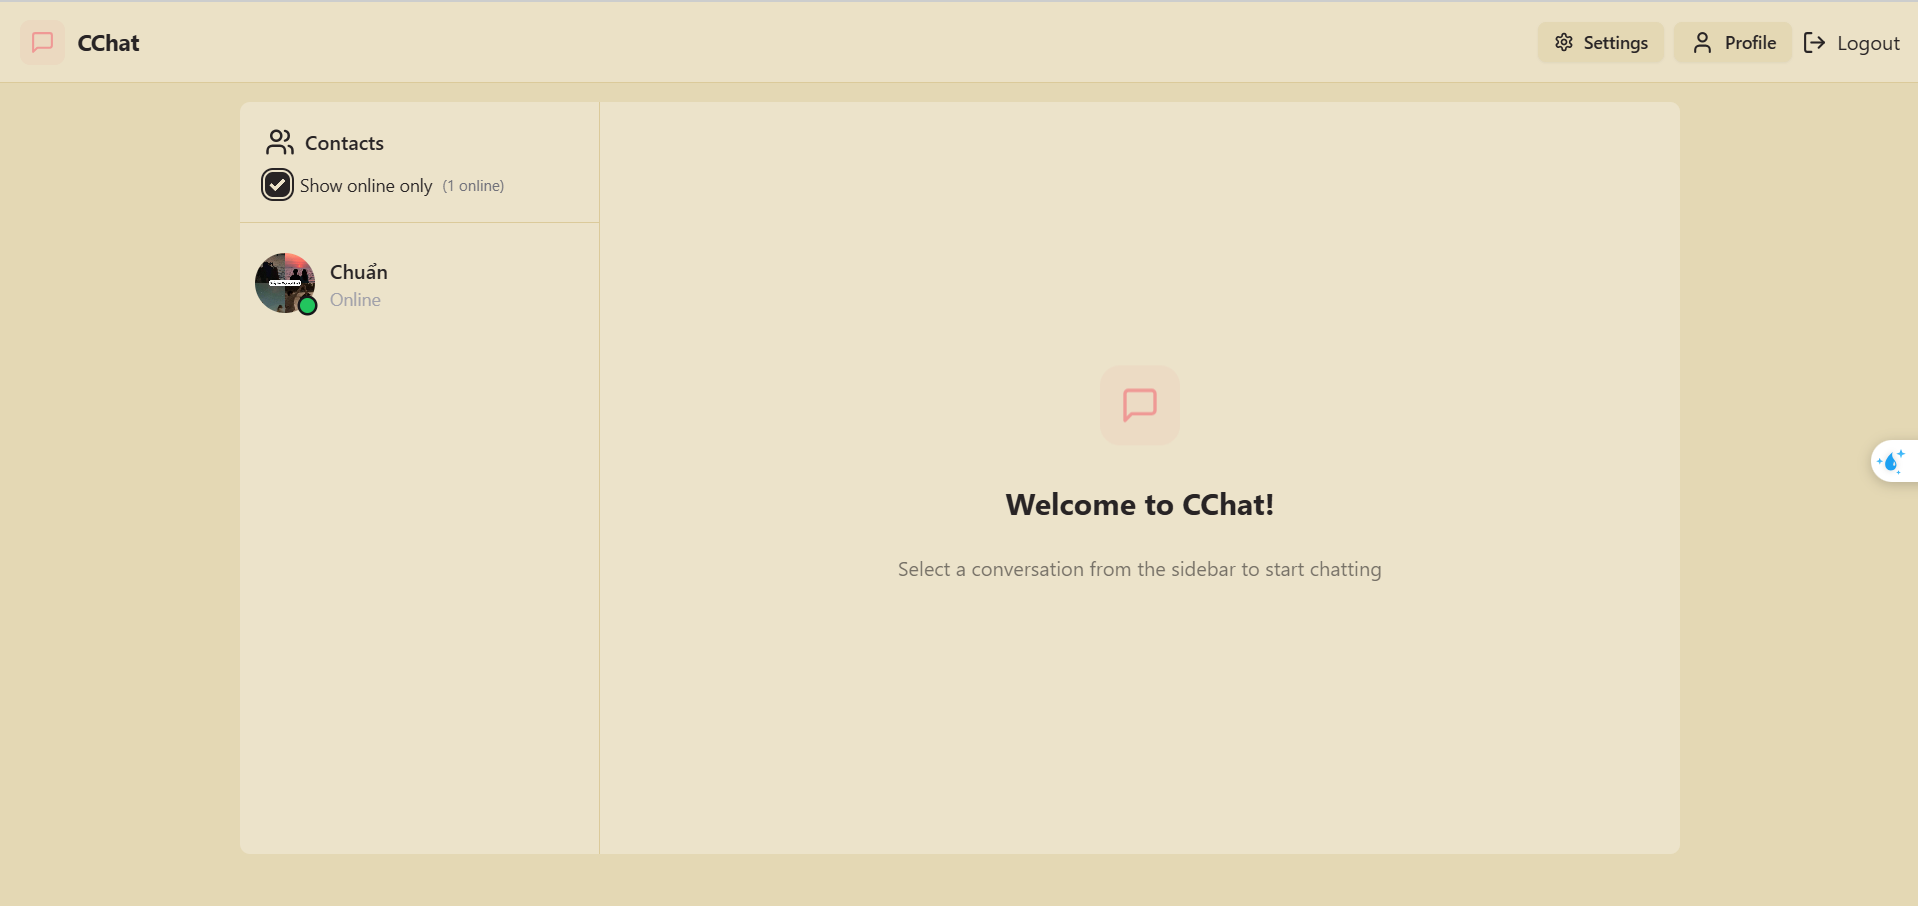 CChat
Settings
Profile
Logout
Contacts
Show online only (1 online)
Chuẩn
Online
Welcome to CChat!
Select a conversation from the sidebar to start chatting